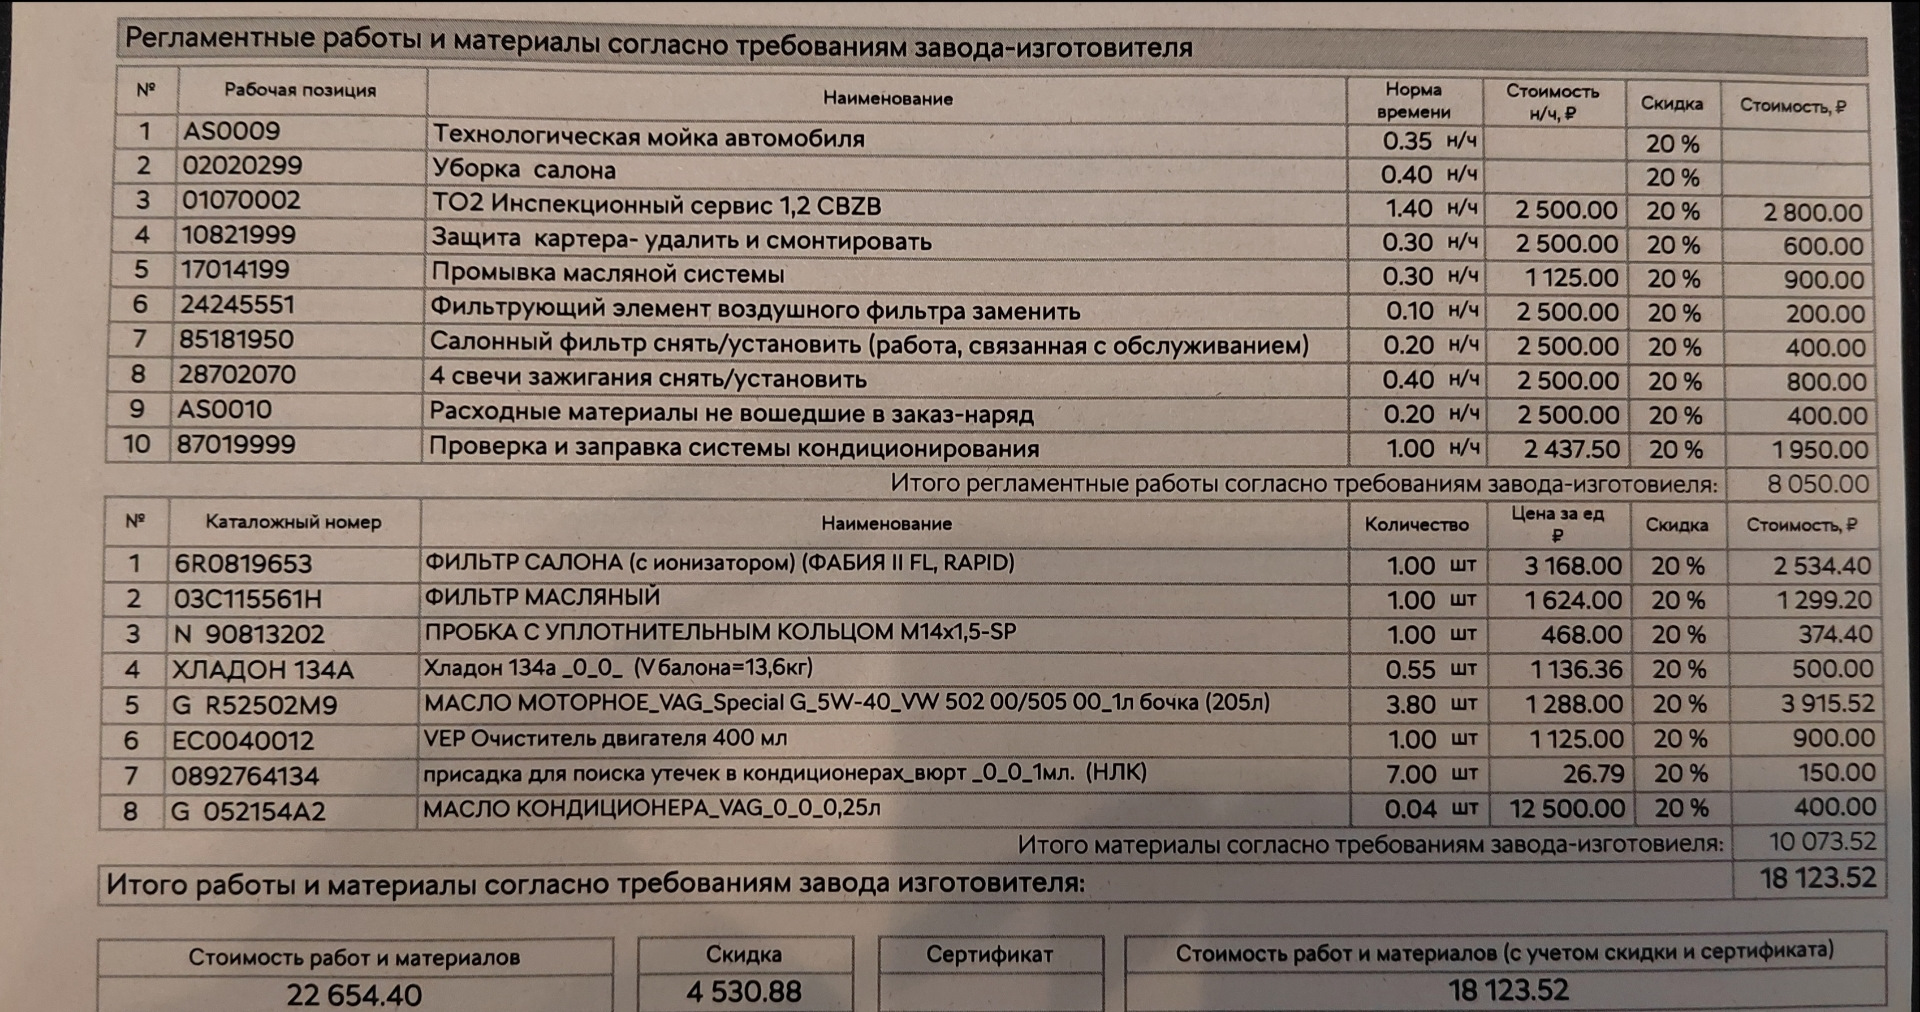 Регламентные работы и материалы согласно требованиям завода-изготовителя
№ Рабочая позиция Наименование Норма времени Стоимость н/ч, ₽ Скидка Стоимость, ₽
1 AS0009 Технологическая мойка автомобиля 0.35 н/ч 20 %
2 02020299 Уборка салона 0.40 н/ч 20 %
3 01070002 ТО2 Инспекционный сервис 1,2 CBZB 1.40 н/ч 2 500.00 20 % 2 800.00
4 10821999 Защита картера- удалить и смонтировать 0.30 н/ч 2 500.00 20 % 600.00
5 17014199 Промывка масляной системы 0.30 н/ч 1 125.00 20 % 900.00
6 24245551 Фильтрующий элемент воздушного фильтра заменить 0.10 н/ч 2 500.00 20 % 200.00
7 85181950 Салонный фильтр снять/установить (работа, связанная с обслуживанием) 0.20 н/ч 2 500.00 20 % 400.00
8 28702070 4 свечи зажигания снять/установить 0.40 н/ч 2 500.00 20 % 800.00
9 AS0010 Расходные материалы не вошедшие в заказ-наряд 0.20 н/ч 2 500.00 20 % 400.00
10 87019999 Проверка и заправка системы кондиционирования 1.00 н/ч 2 437.50 20 % 1 950.00
Итого регламентные работы согласно требованиям завода-изготовиеля: 8 050.00
№ Каталожный номер Наименование Количество Цена за ед ₽ Скидка Стоимость, ₽
1 6R0819653 ФИЛЬТР САЛОНА (с ионизатором) (ФАБИЯ II FL, RAPID) 1.00 шт 3 168.00 20 % 2 534.40
2 03C115561H ФИЛЬТР МАСЛЯНЫЙ 1.00 шт 1 624.00 20 % 1 299.20
3 N 90813202 ПРОБКА С УПЛОТНИТЕЛЬНЫМ КОЛЬЦОМ M14x1,5-SP 1.00 шт 468.00 20 % 374.40
4 ХЛАДОН 134А Хладон 134а _0_0_ (V балона=13,6кг) 0.55 шт 1 136.36 20 % 500.00
5 G R52502M9 МАСЛО МОТОРНОЕ_VAG_Special G_5W-40_VW 502 00/505 00_1л бочка (205л) 3.80 шт 1 288.00 20 % 3 915.52
6 EC0040012 VEP Очиститель двигателя 400 мл 1.00 шт 1 125.00 20 % 900.00
7 0892764134 присадка для поиска утечек в кондиционерах_вюрт _0_0_1мл. (НЛК) 7.00 шт 26.79 20 % 150.00
8 G 052154A2 МАСЛО КОНДИЦИОНЕРА_VAG_0_0_0,25л 0.04 шт 12 500.00 20 % 400.00
Итого материалы согласно требованиям завода-изготовиеля: 10 073.52
Итого работы и материалы согласно требованиям завода изготовителя: 18 123.52
Стоимость работ и материалов Скидка Сертификат Стоимость работ и материалов (с учетом скидки и сертификата)
22 654.40 4 530.88 18 123.52